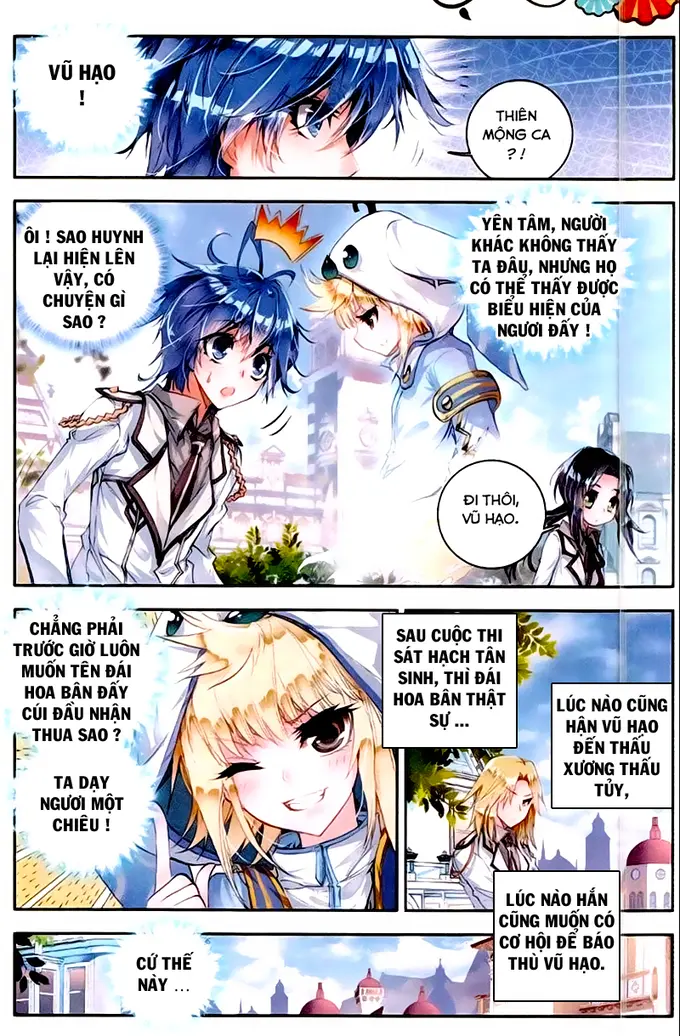 VŨ HẠO
!
THIÊN
MỘNG CA
?!
ÔI ! SAO HUYNH
LẠI HIỆN LÊN
VẬY, CÓ
CHUYỆN GÌ
SAO ?
YÊN TÂM, NGƯỜI
KHÁC KHÔNG THẤY
TA ĐÂU, NHƯNG HỌ
CÓ THỂ THẤY ĐƯỢC
BIỂU HIỆN CỦA
NGƯƠI ĐẤY !
ĐI THÔI,
VŨ HẠO.
CHẲNG PHẢI
TRƯỚC GIỜ LUÔN
MUỐN TÊN ĐÁI
HOA BÂN ĐẤY
CÚI ĐẦU NHẬN
THUA SAO ?
TA DẠY
NGƯƠI MỘT
CHIÊU !
SAU CUỘC THI
SÁT HẠCH TÂN
SINH, THÌ ĐÁI
HOA BÂN THẬT
SỰ ...
LÚC NÀO CŨNG
HẬN VŨ HẠO
ĐẾN THẤU
XƯƠNG THẤU
TỦY,
LÚC NÀO HẮN
CŨNG MUỐN CÓ
CƠ HỘI ĐỂ BÁO
THÙ VŨ HẠO.
CỨ THẾ
NÀY ...